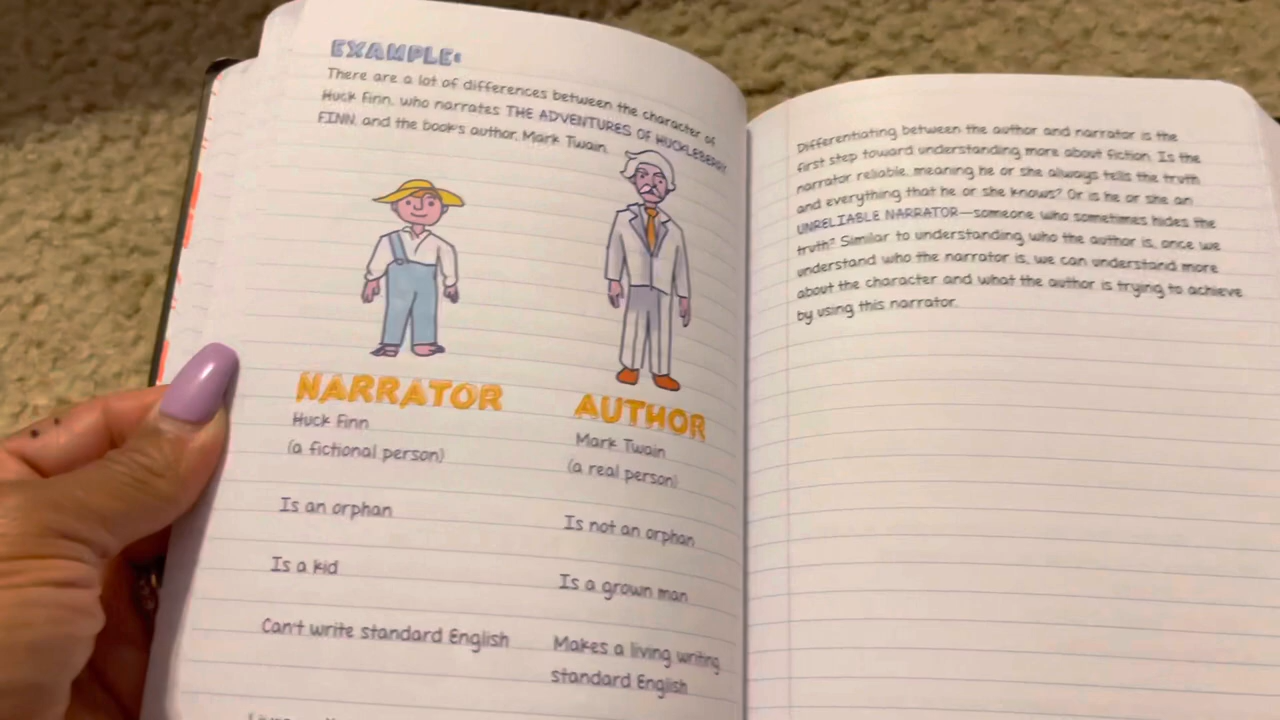 EXAMPLE:
There are a lot of differences between the character of
Huck Finn, who narrates THE ADVENTURES OF HUCKLEBERRY
FINN, and the book's author, Mark Twain.
NARRATOR
Huck Finn
(a fictional person)
Is an orphan
Is a kid
Can't write standard English
AUTHOR
Mark Twain
(a real person)
Is not an orphan
Is a grown man
Makes a living writing
standard English
Differentiating between the author and narrator is the
first step toward understanding more about fiction. Is the
narrator reliable, meaning he or she always tells the truth
and everything that he or she knows? Or is he or she an
UNRELIABLE NARRATOR—someone who sometimes hides the
truth? Similar to understanding who the author is, once we
understand who the narrator is, we can understand more
about the character and what the author is trying to achieve
by using this narrator.